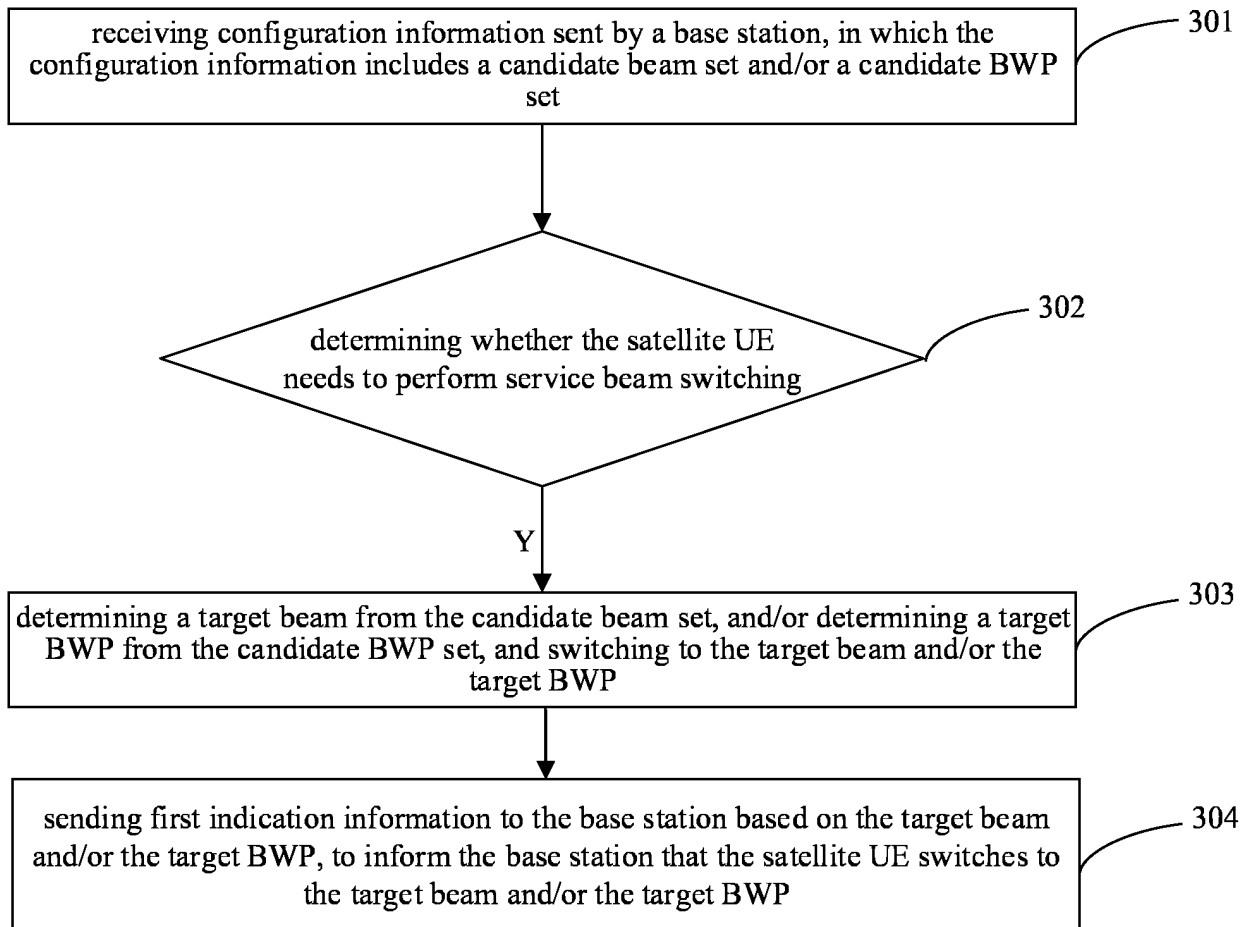 receiving configuration information sent by a base station, in which the
configuration information includes a candidate beam set and/or a candidate BWP
set
301
determining whether the satellite UE
needs to perform service beam switching
302
Y
determining a target beam from the candidate beam set, and/or determining a target
BWP from the candidate BWP set, and switching to the target beam and/or the
target BWP
303
sending first indication information to the base station based on the target beam
and/or the target BWP, to inform the base station that the satellite UE switches to
the target beam and/or the target BWP
304